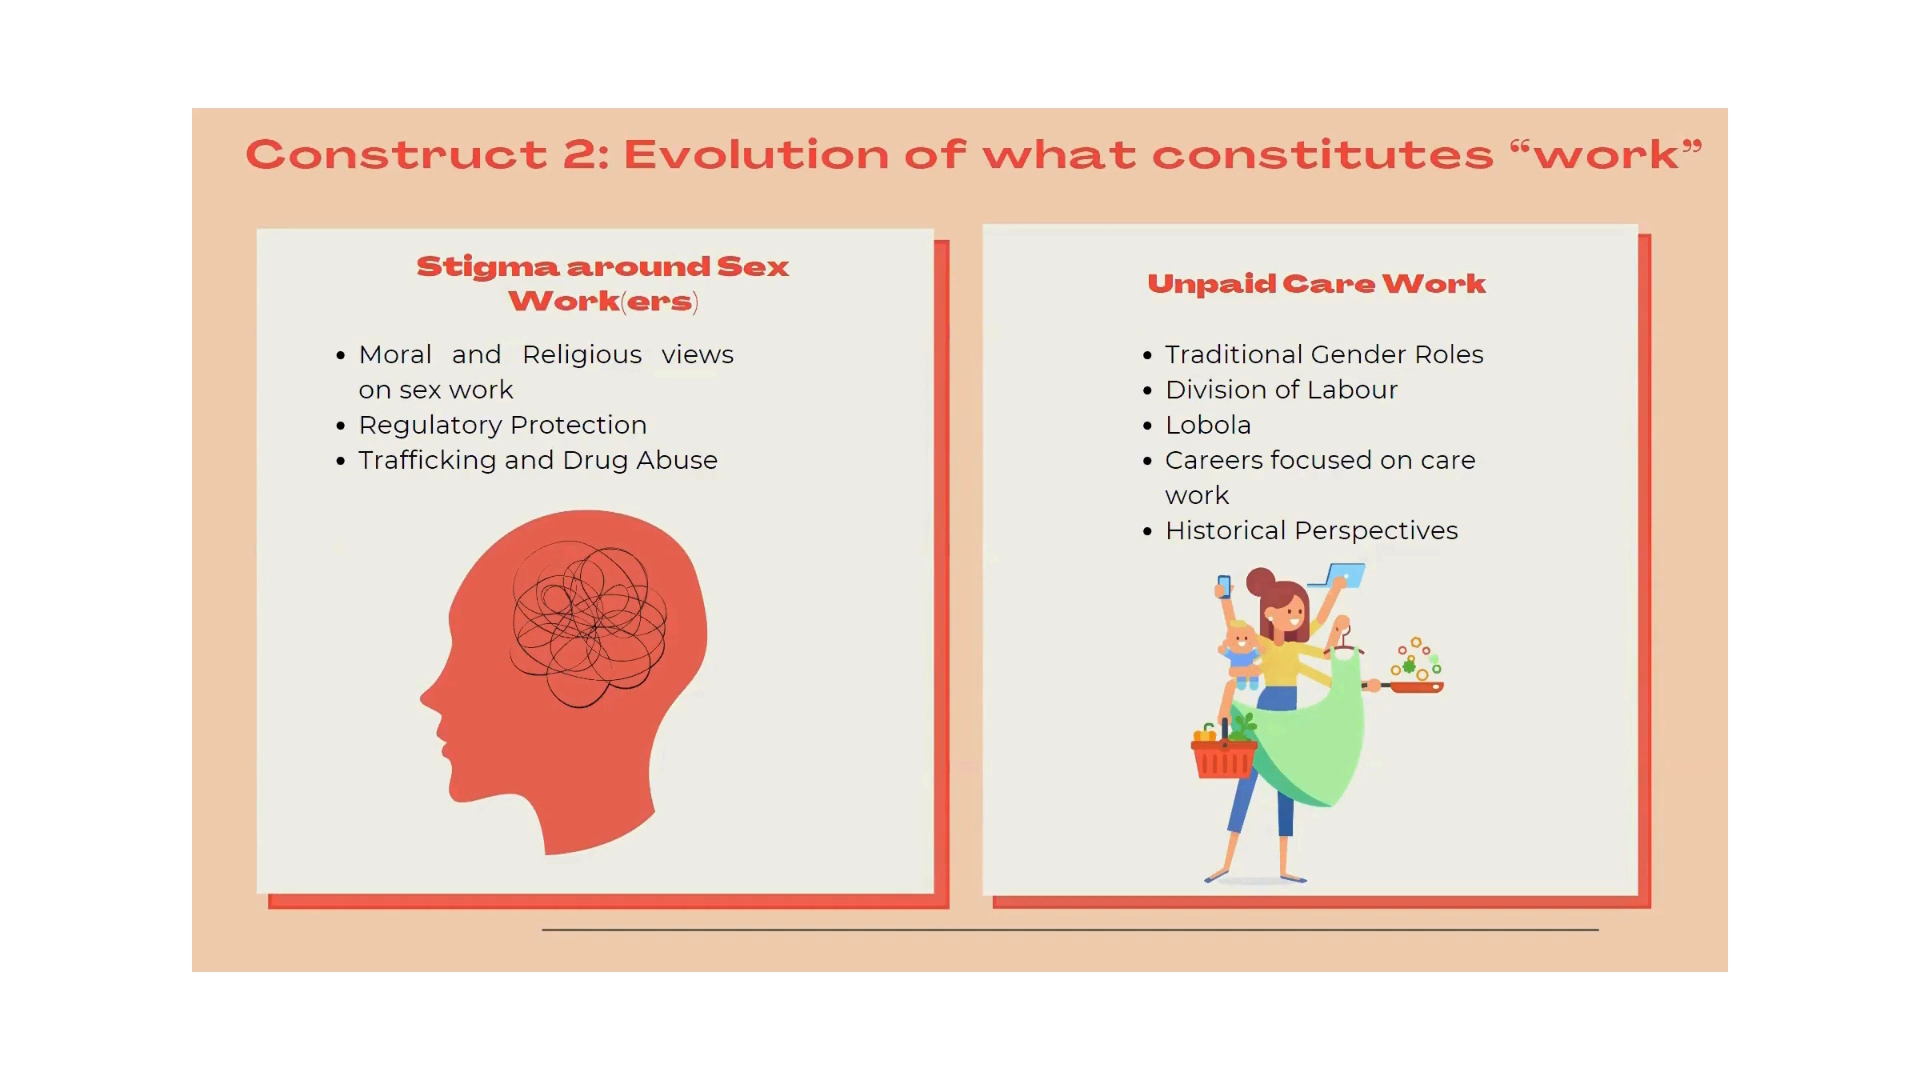 Construct 2: Evolution of what constitutes “work”
Stigma around Sex
Work(ers)
• Moral and Religious views
on sex work
• Regulatory Protection
• Trafficking and Drug Abuse
Unpaid Care Work
• Traditional Gender Roles
• Division of Labour
• Lobola
• Careers focused on care
work
• Historical Perspectives